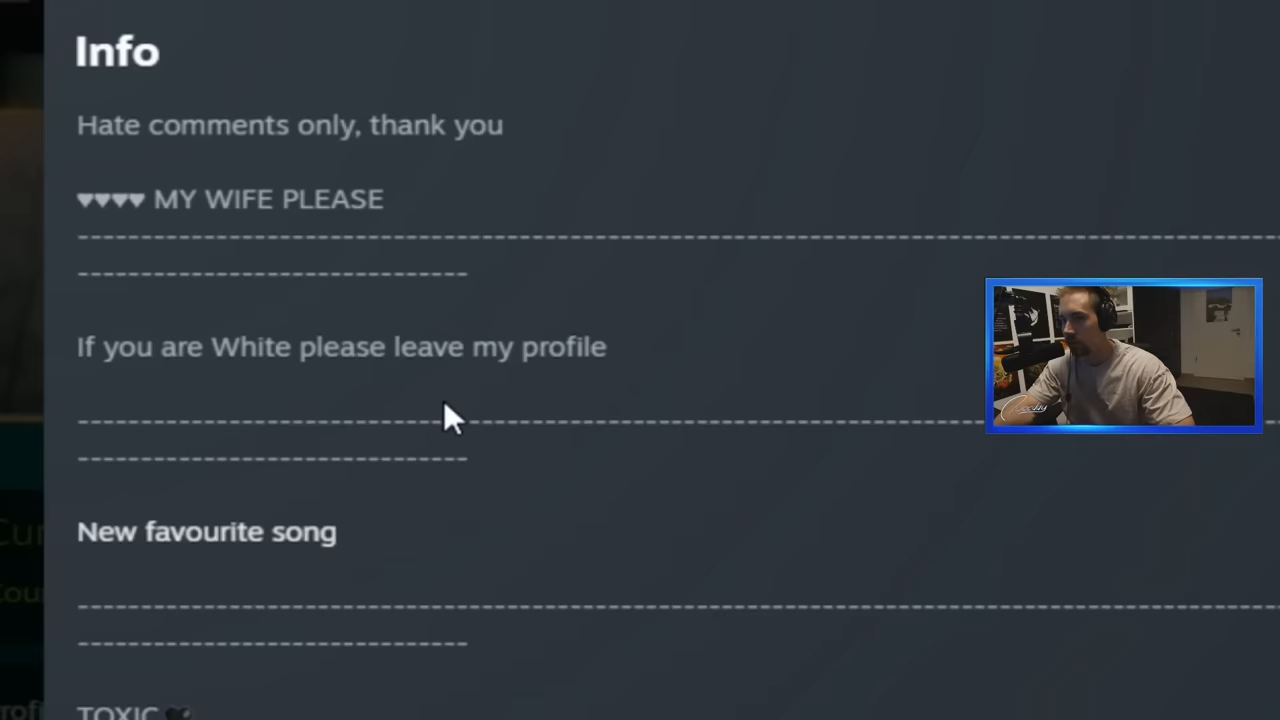 Info
Hate comments only, thank you
♥♥♥♥ MY WIFE PLEASE
--------------------------------------------------------------------------------------------------
-------------------------------
If you are White please leave my profile
--------------------------------------------------------------------------------------------------
-------------------------------
New favourite song
--------------------------------------------------------------------------------------------------
-------------------------------
TOXIC